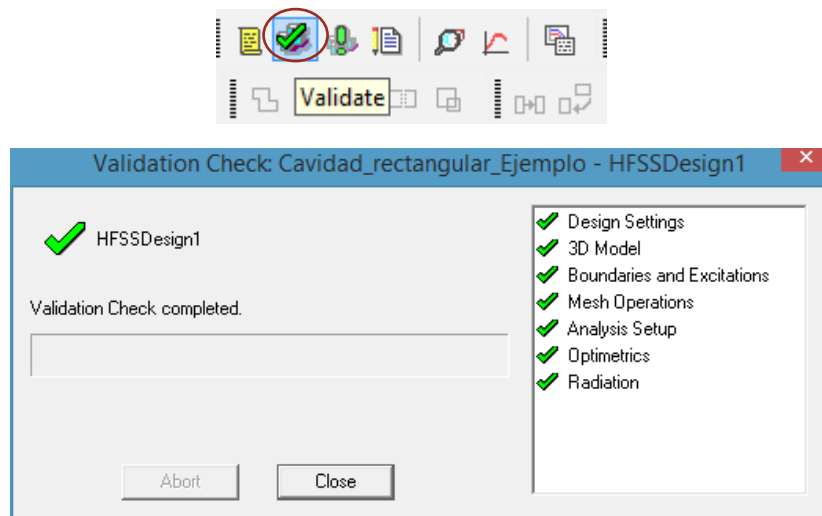 Validate
Validation Check: Cavidad_rectangular_Ejemplo - HFSSDesign1
HFSSDesign1
Validation Check completed.
Abort
Close
Design Settings
3D Model
Boundaries and Excitations
Mesh Operations
Analysis Setup
Optimetrics
Radiation